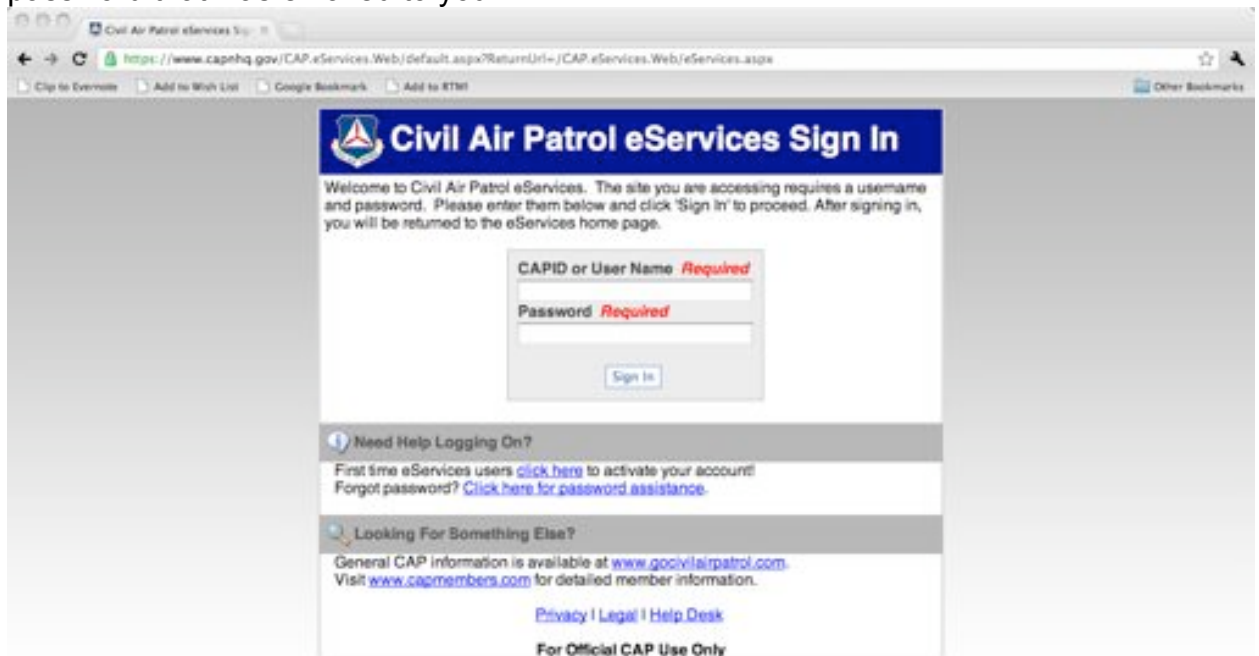 Civil Air Patrol eServices Sig
https://www.capnhq.gov/CAP.eServices.Web/default.aspx?ReturnUrl=/CAP.eServices.Web/eServices.aspx
Clip to Evernote Add to Wish List Google Bookmark Add to RTM Other Bookmarks
Civil Air Patrol eServices Sign In
Welcome to Civil Air Patrol eServices. The site you are accessing requires a username
and password. Please enter them below and click 'Sign In' to proceed. After signing in,
you will be returned to the eServices home page.
CAPID or User Name Required
Password Required
Sign In
Need Help Logging On?
First time eServices users click here to activate your account!
Forgot password? Click here for password assistance.
Looking For Something Else?
General CAP information is available at www.gocivilairpatrol.com.
Visit www.capmembers.com for detailed member information.
Privacy | Legal | Help Desk
For Official CAP Use Only